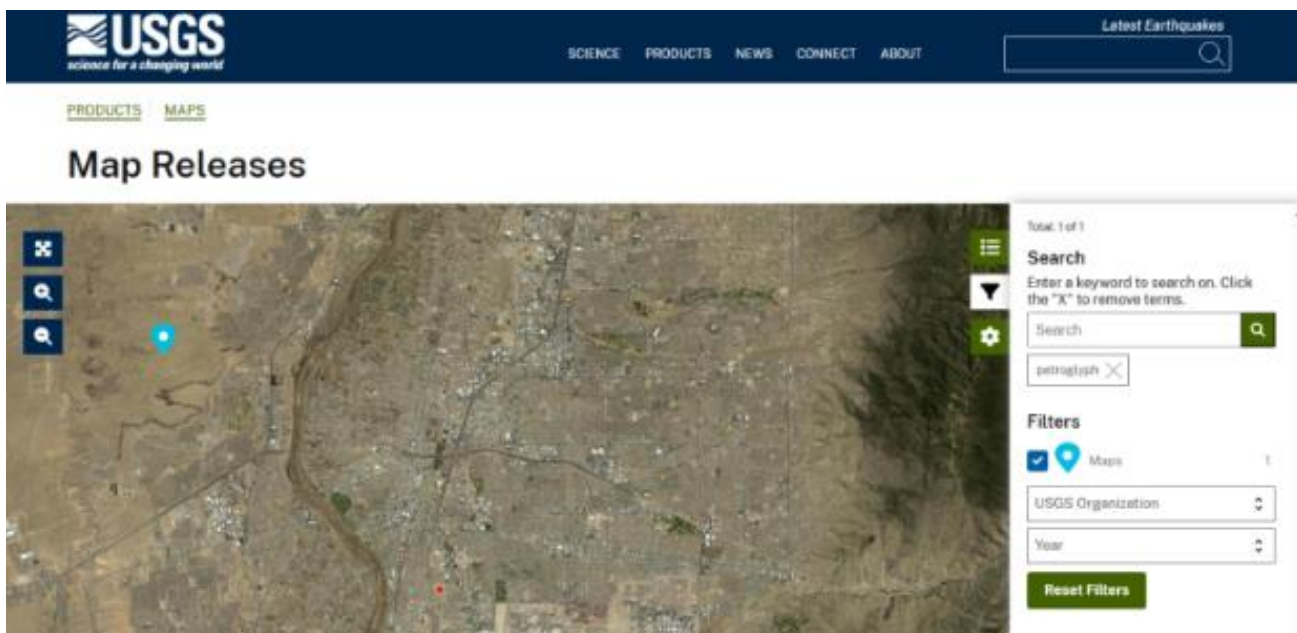 USGS
science for a changing world
SCIENCE PRODUCTS NEWS CONNECT ABOUT
Latest Earthquakes
PRODUCTS MAPS
Map Releases
Total: 1 of 1
Search
Enter a keyword to search on. Click
the "X" to remove terms.
Search
petroglyph
Filters
Maps 1
USGS Organization
Year
Reset Filters